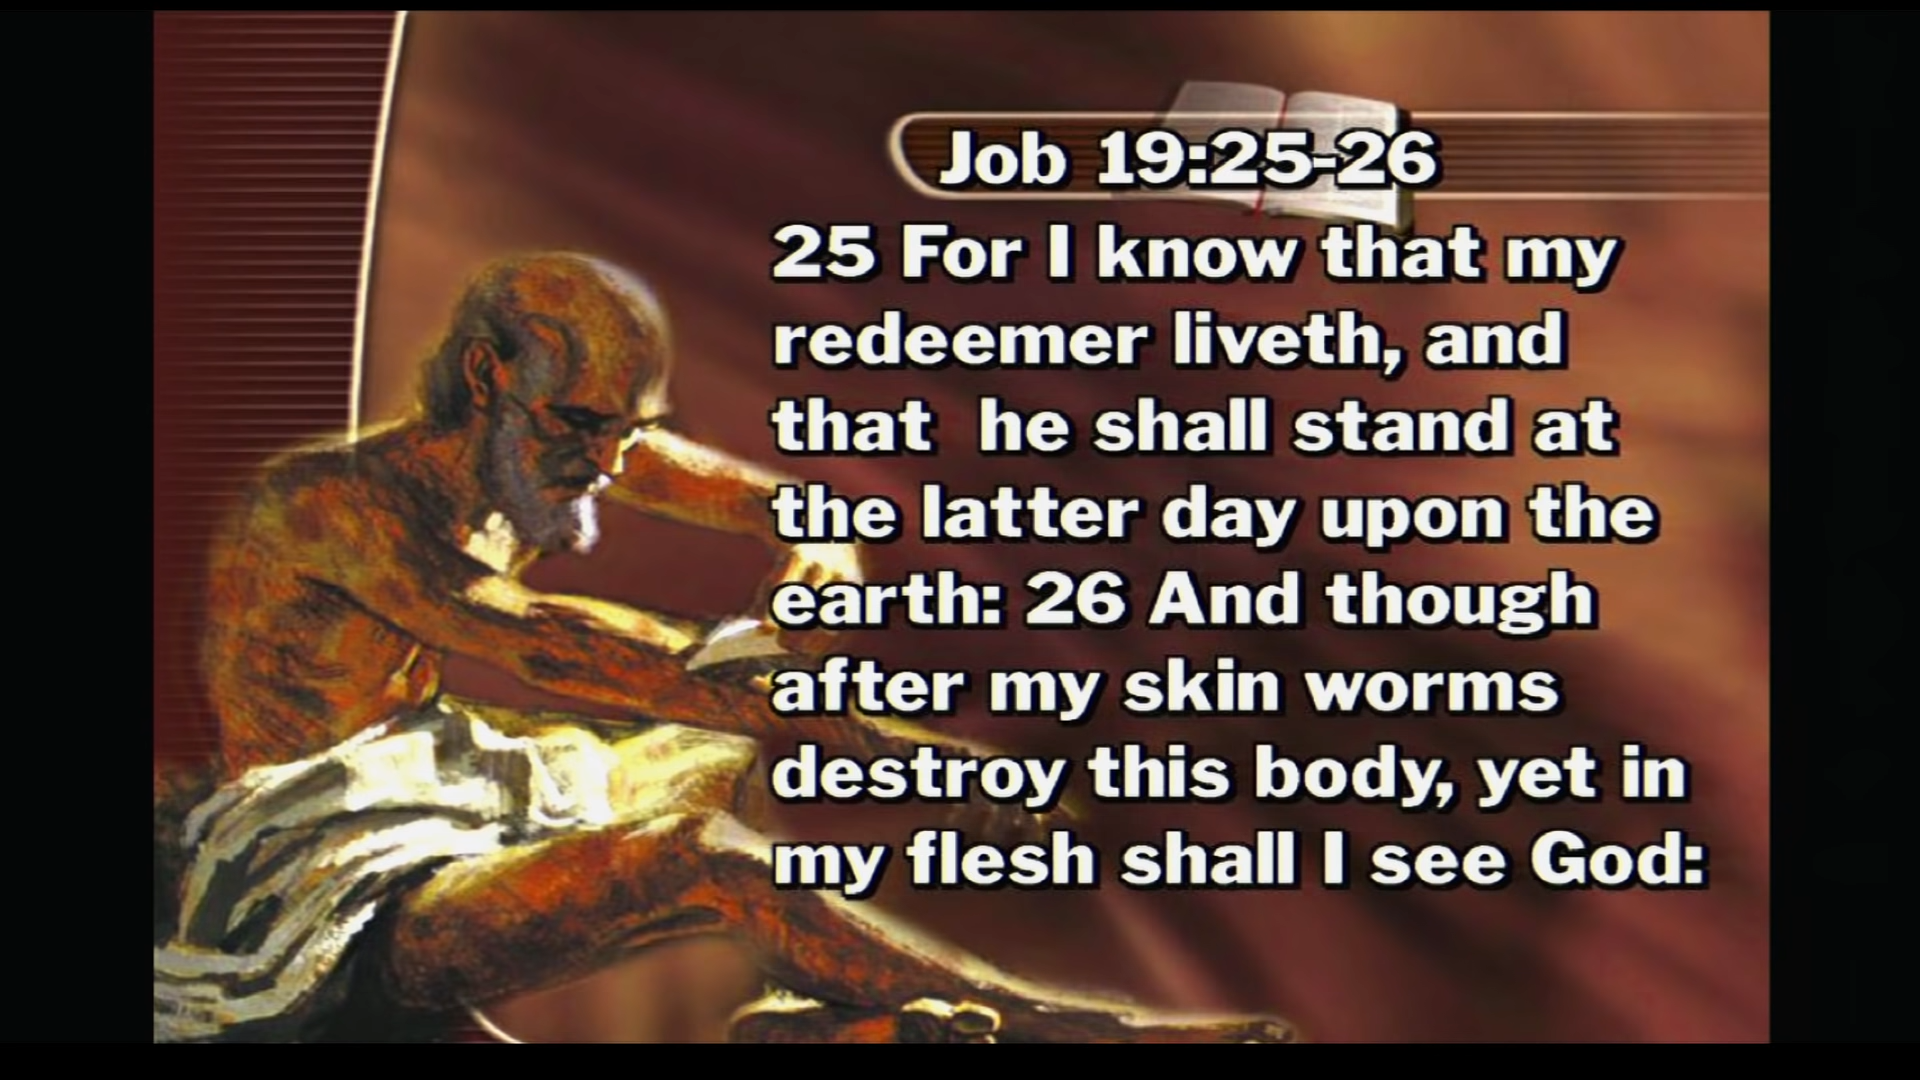 Job 19:25-26
25 For I know that my
redeemer liveth, and
that  he shall stand at
the latter day upon the
earth: 26 And though
after my skin worms
destroy this body, yet in
my flesh shall I see God: